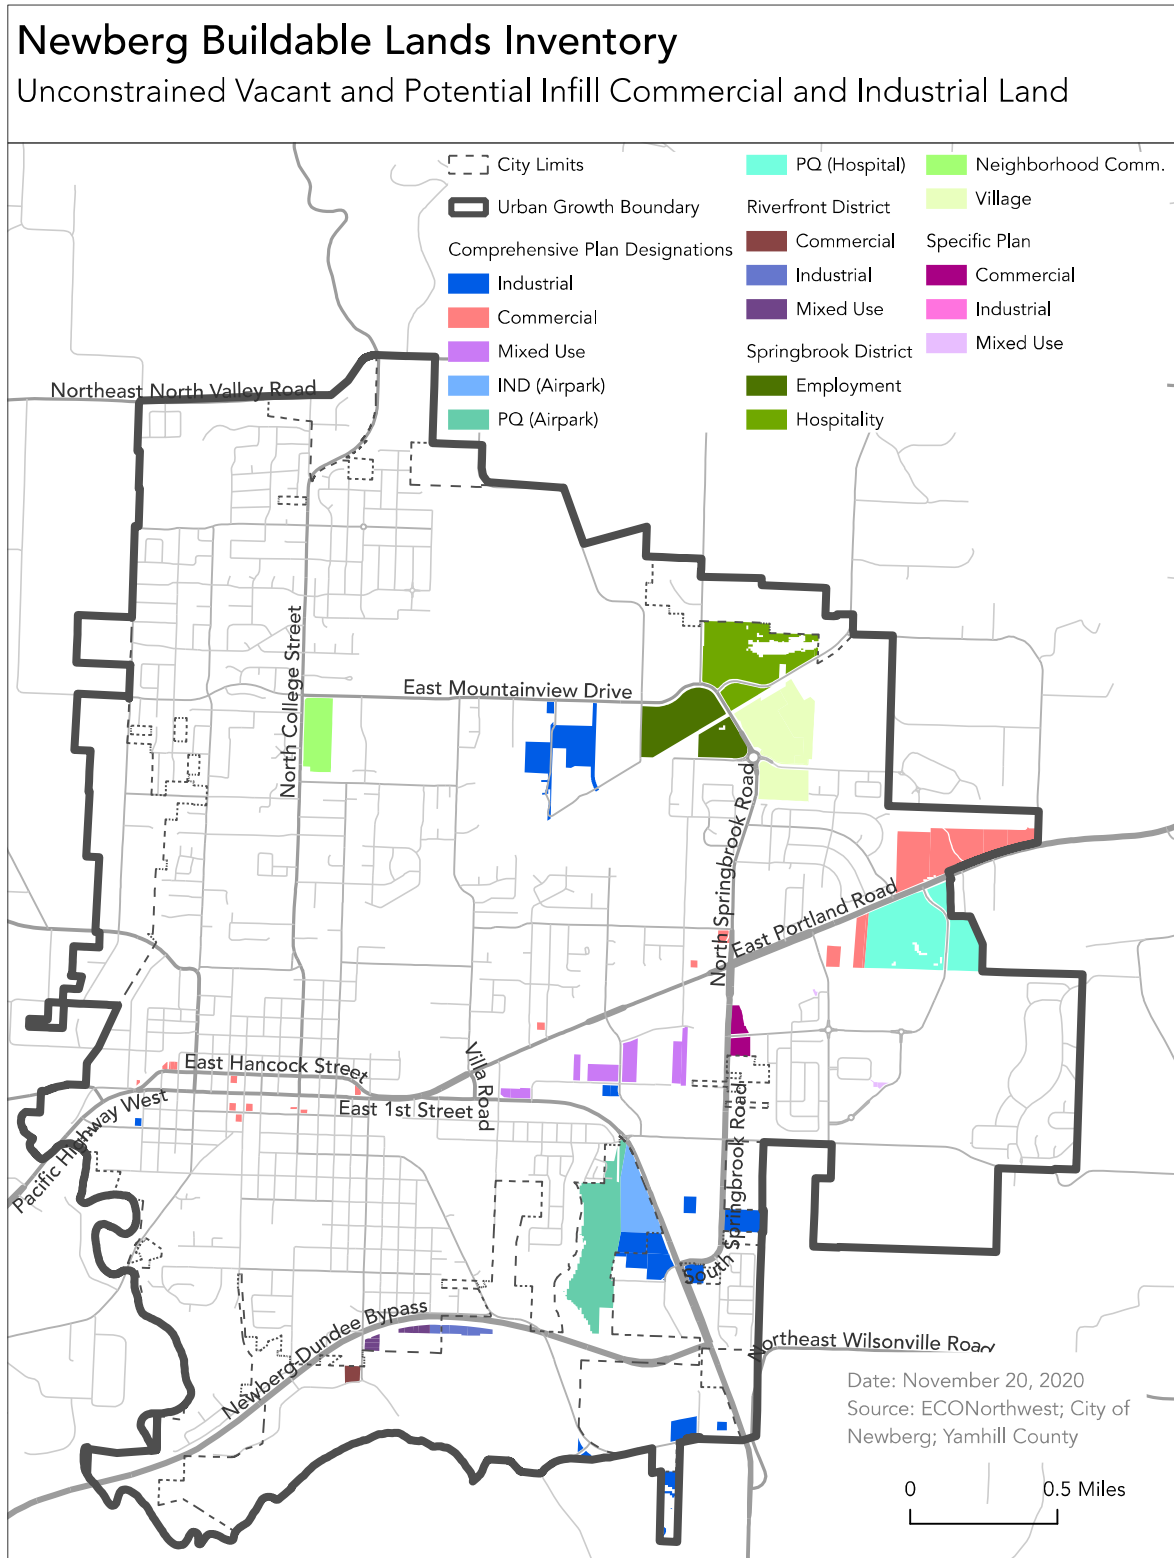 Newberg Buildable Lands Inventory
Unconstrained Vacant and Potential Infill Commercial and Industrial Land
City Limits
Urban Growth Boundary
Comprehensive Plan Designations
Industrial
Commercial
Mixed Use
IND (Airpark)
PQ (Airpark)
PQ (Hospital)
Riverfront District
Commercial
Industrial
Mixed Use
Springbrook District
Employment
Hospitality
Neighborhood Comm.
Village
Specific Plan
Commercial
Industrial
Mixed Use
Northeast North Valley Road
North College Street
East Mountainview Drive
North Springbrook Road
East Portland Road
East Hancock Street
Villa Road
East 1st Street
Pacific Highway West
South Springbrook Road
Newberg-Dundee Bypass
Northeast Wilsonville Road
Date: November 20, 2020
Source: ECONorthwest; City of
Newberg; Yamhill County
0 0.5 Miles